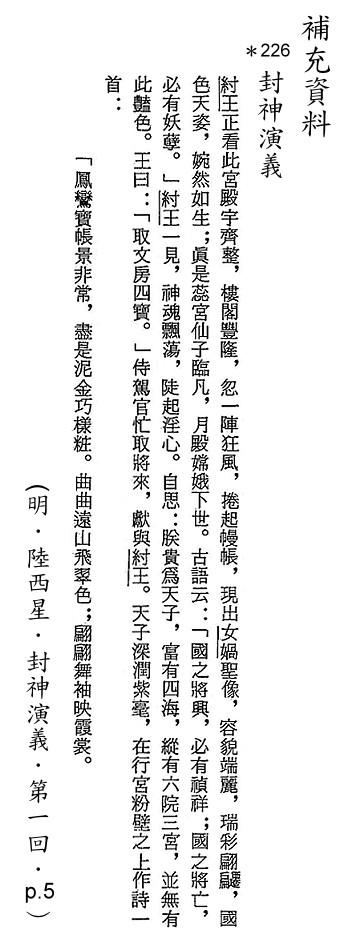 補充資料
*226 封神演義
紂王正看此宮殿宇齊整，樓閣豐隆，忽一陣狂風，捲起幔帳，現出女媧聖像，容貌端麗，瑞彩翩躚，國
色天姿，婉然如生；眞是蕊宮仙子臨凡，月殿嫦娥下世。古語云：「國之將興，必有禎祥；國之將亡，
必有妖孽。」紂王一見，神魂飄蕩，陡起淫心。自思：朕貴爲天子，富有四海，縱有六院三宮，並無有
此豔色。王曰：「取文房四寶。」侍駕官忙取將來，獻與紂王。天子深潤紫毫，在行宮粉壁之上作詩一
首：
「鳳鸞寶帳景非常，盡是泥金巧樣粧。曲曲遠山飛翠色；翩翩舞袖映霞裳。
(明．陸西星．封神演義．第一回．p.5)